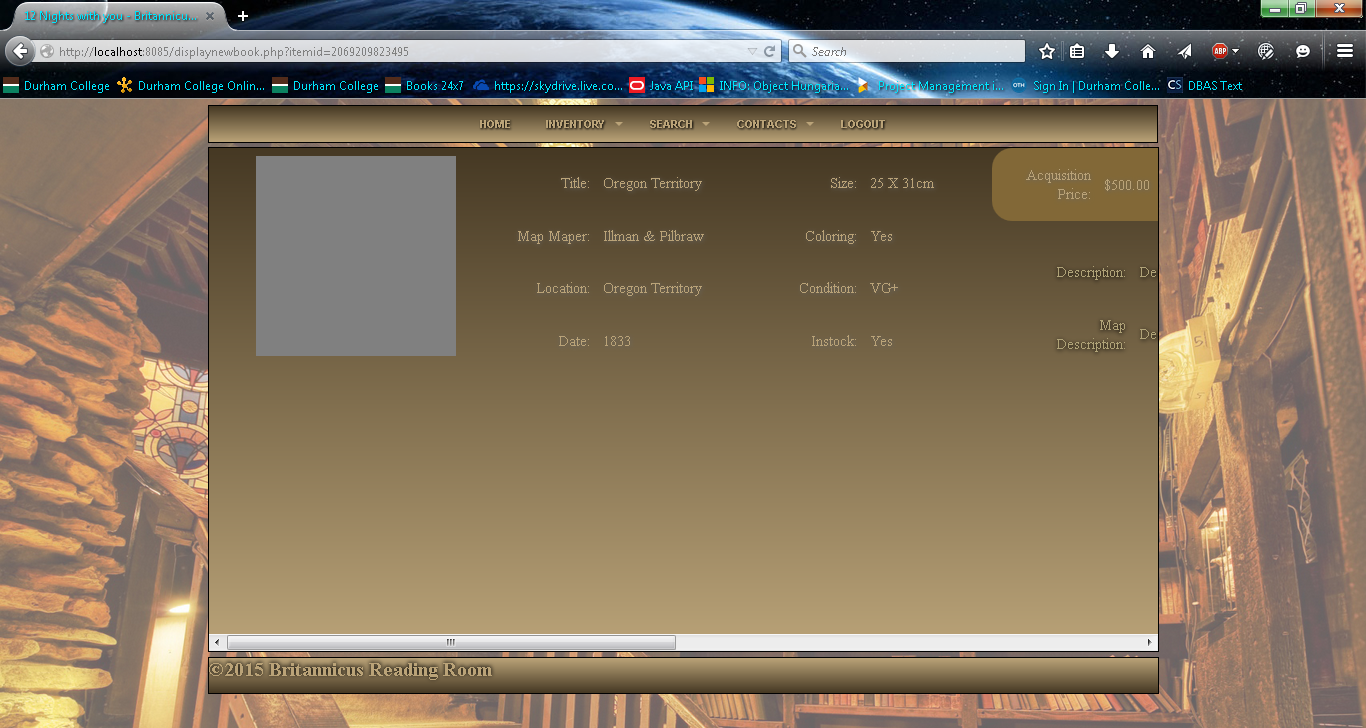 12 Nights with you - Britannicu...
http://localhost:8085/displaynewbook.php?itemid=2069209823495
Search
ABP
Durham College
Durham College Online...
Durham College
Books 24x7
https://skydrive.live.co...
Java API
INFO: Object Hungaria...
Project Management i...
OTN
Sign In | Durham Colle...
CS
DBAS Text
HOME INVENTORY SEARCH CONTACTS LOGOUT
Title: Oregon Territory
Size: 25 X 31cm
Acquisition
Price: $500.00
Map Maper: Illman & Pilbraw
Coloring: Yes
Description: De
Location: Oregon Territory
Condition: VG+
Map
Description: De
Date: 1833
Instock: Yes
©2015 Britannicus Reading Room